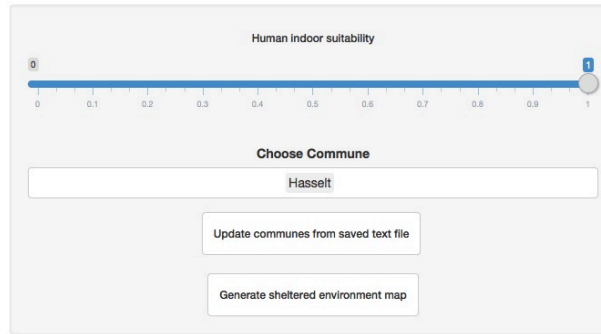 Human indoor suitability
0 1
0 0.1 0.2 0.3 0.4 0.5 0.6 0.7 0.8 0.9 1
Choose Commune
Hasselt
Update communes from saved text file
Generate sheltered environment map